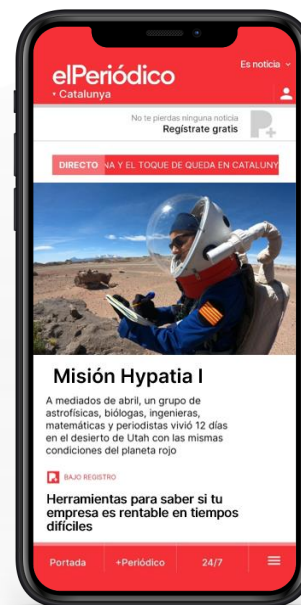 elPeriódico
• Catalunya
Es noticia
No te pierdas ninguna noticia
Regístrate gratis
DIRECTO NA Y EL TOQUE DE QUEDA EN CATALUNY
Misión Hypatia I
A mediados de abril, un grupo de
astrofísicas, biólogas, ingenieras,
matemáticas y periodistas vivió 12 días
en el desierto de Utah con las mismas
condiciones del planeta rojo
BAJO REGISTRO
Herramientas para saber si tu
empresa es rentable en tiempos
difíciles
Portada
+Periódico
24/7